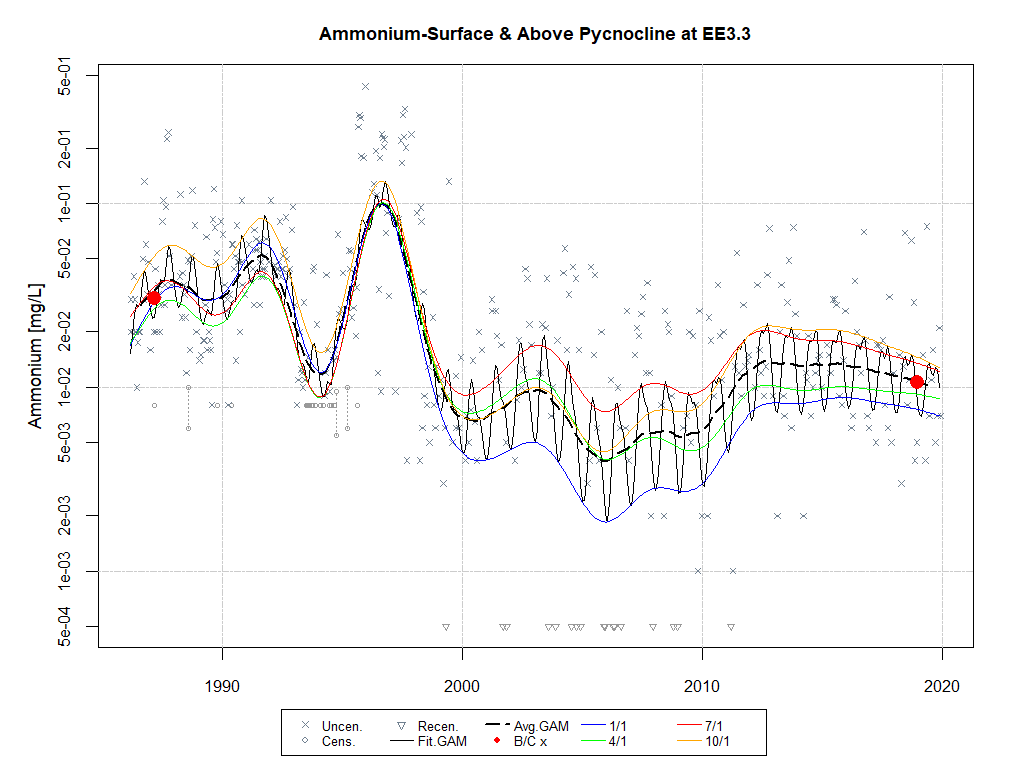 Ammonium-Surface & Above Pycnocline at EE3.3
Ammonium [mg/L]
5e-01
2e-01
1e-01
5e-02
2e-02
1e-02
5e-03
2e-03
1e-03
5e-04
1990 2000 2010 2020
Uncen. Recen. Avg.GAM 1/1 7/1
Cens. Fit.GAM B/C x 4/1 10/1